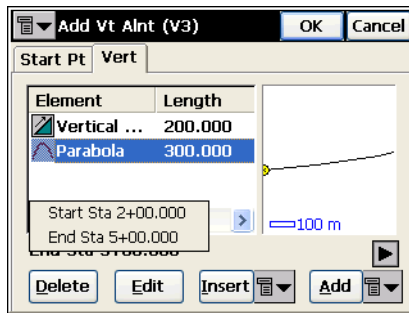 Add Vt Alnt (V3)
OK
Cancel
Start Pt
Vert
Element
Length
Vertical ...
200.000
Parabola
300.000
Start Sta 2+00.000
End Sta 5+00.000
100 m
Delete
Edit
Insert
Add